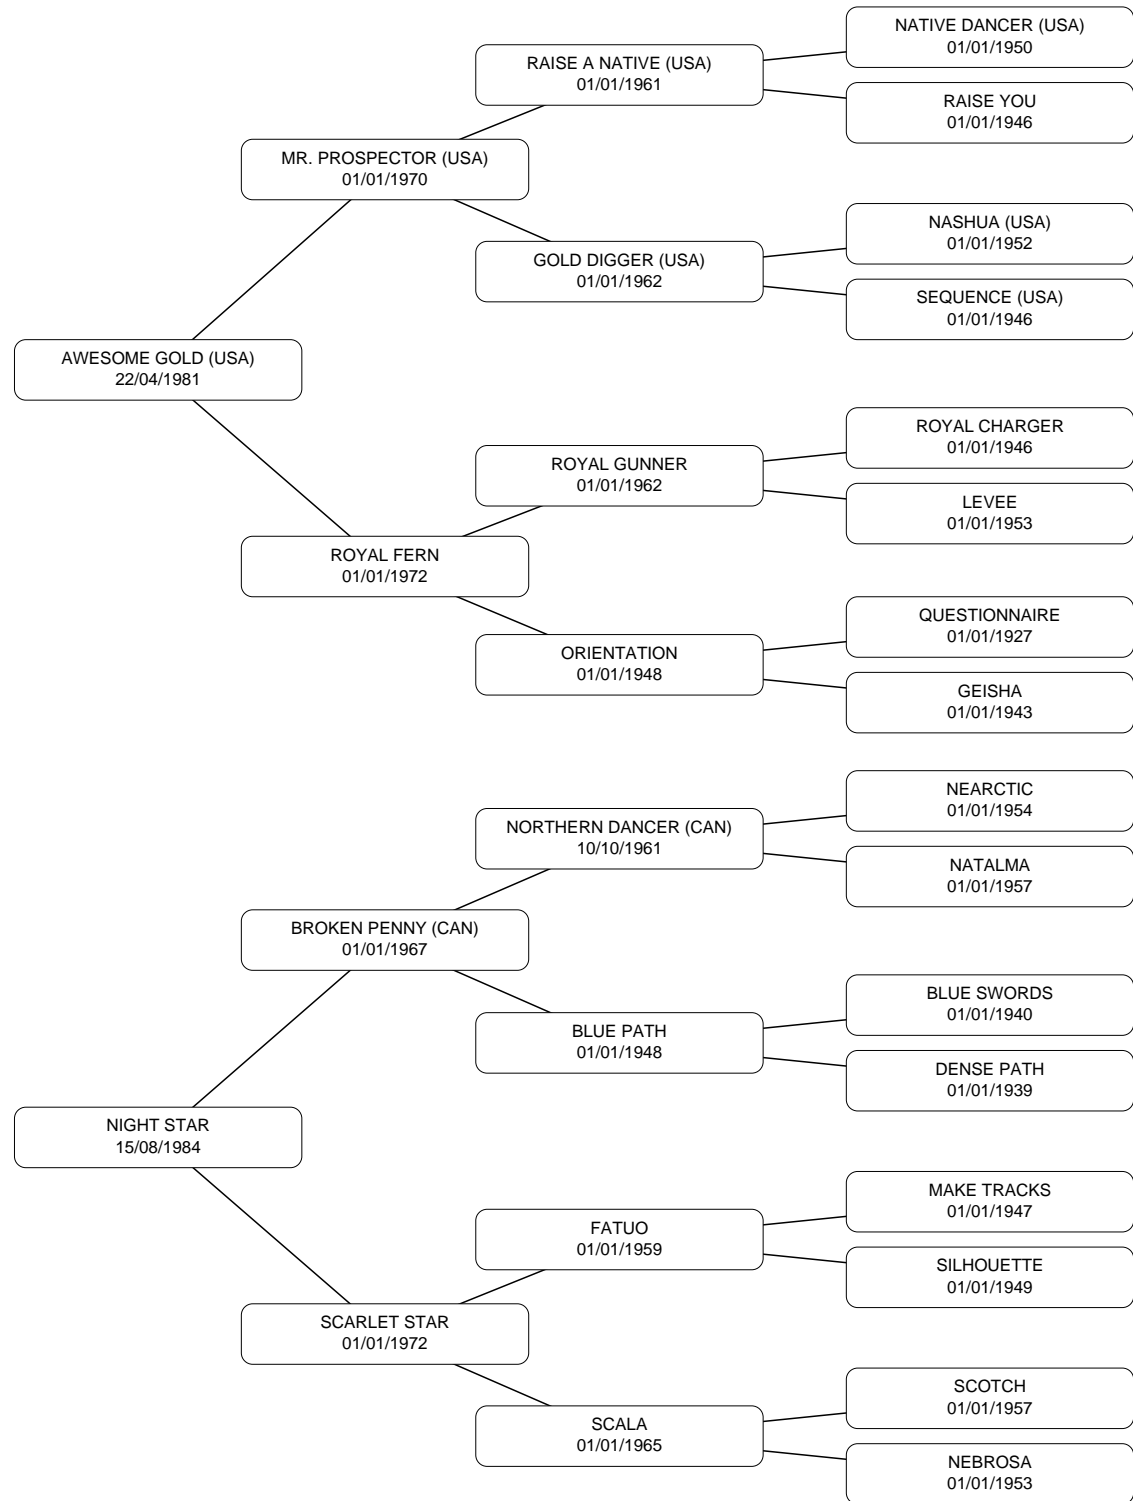 NATIVE DANCER (USA)
01/01/1950
RAISE A NATIVE (USA)
01/01/1961
RAISE YOU
01/01/1946
MR. PROSPECTOR (USA)
01/01/1970
NASHUA (USA)
01/01/1952
GOLD DIGGER (USA)
01/01/1962
SEQUENCE (USA)
01/01/1946
AWESOME GOLD (USA)
22/04/1981
ROYAL CHARGER
01/01/1946
ROYAL GUNNER
01/01/1962
LEVEE
01/01/1953
ROYAL FERN
01/01/1972
QUESTIONNAIRE
01/01/1927
ORIENTATION
01/01/1948
GEISHA
01/01/1943
NEARCTIC
01/01/1954
NORTHERN DANCER (CAN)
10/10/1961
NATALMA
01/01/1957
BROKEN PENNY (CAN)
01/01/1967
BLUE SWORDS
01/01/1940
BLUE PATH
01/01/1948
DENSE PATH
01/01/1939
NIGHT STAR
15/08/1984
MAKE TRACKS
01/01/1947
FATUO
01/01/1959
SILHOUETTE
01/01/1949
SCARLET STAR
01/01/1972
SCOTCH
01/01/1957
SCALA
01/01/1965
NEBROSA
01/01/1953